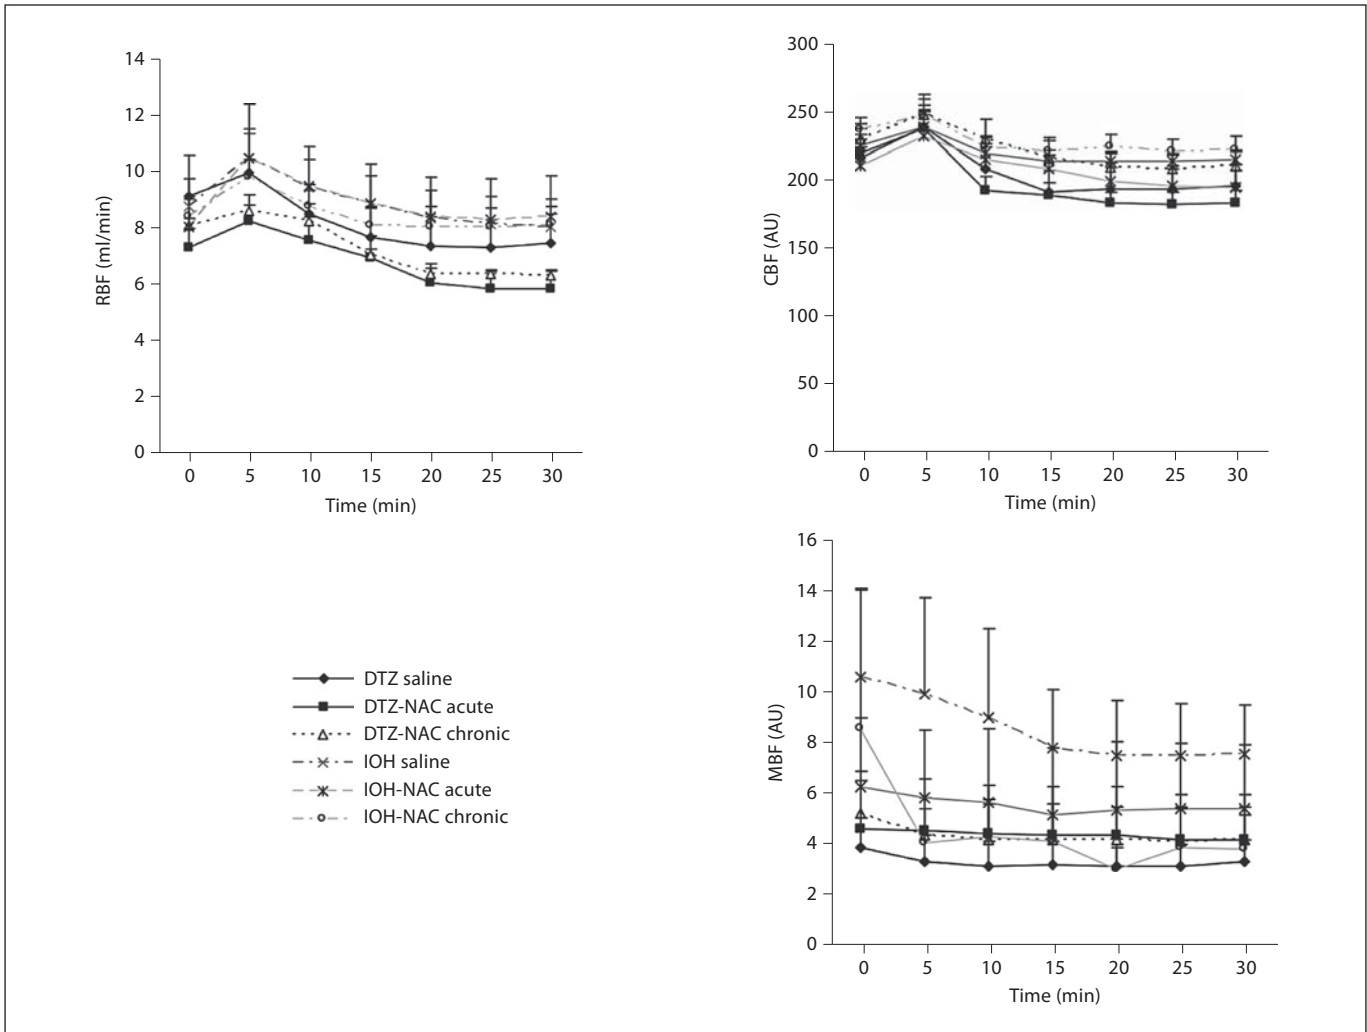 14
12
10
8
6
4
2
0
RBF (ml/min)
0 5 10 15 20 25 30
Time (min)
300
250
200
150
100
50
0
CBF (AU)
0 5 10 15 20 25 30
Time (min)
DTZ saline
DTZ-NAC acute
DTZ-NAC chronic
IOH saline
IOH-NAC acute
IOH-NAC chronic
16
14
12
10
8
6
4
2
0
MBF (AU)
0 5 10 15 20 25 30
Time (min)